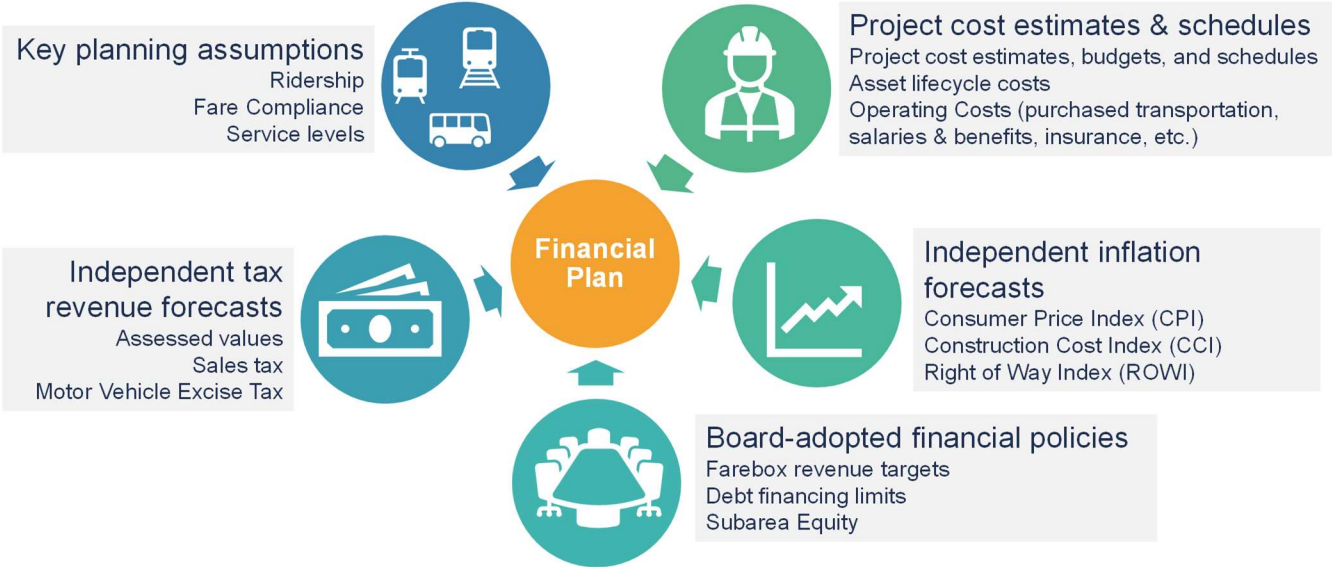 Key planning assumptions
Ridership
Fare Compliance
Service levels
Project cost estimates & schedules
Project cost estimates, budgets, and schedules
Asset lifecycle costs
Operating Costs (purchased transportation,
salaries & benefits, insurance, etc.)
Financial
Plan
Independent tax
revenue forecasts
Assessed values
Sales tax
Motor Vehicle Excise Tax
Independent inflation
forecasts
Consumer Price Index (CPI)
Construction Cost Index (CCI)
Right of Way Index (ROWI)
Board-adopted financial policies
Farebox revenue targets
Debt financing limits
Subarea Equity